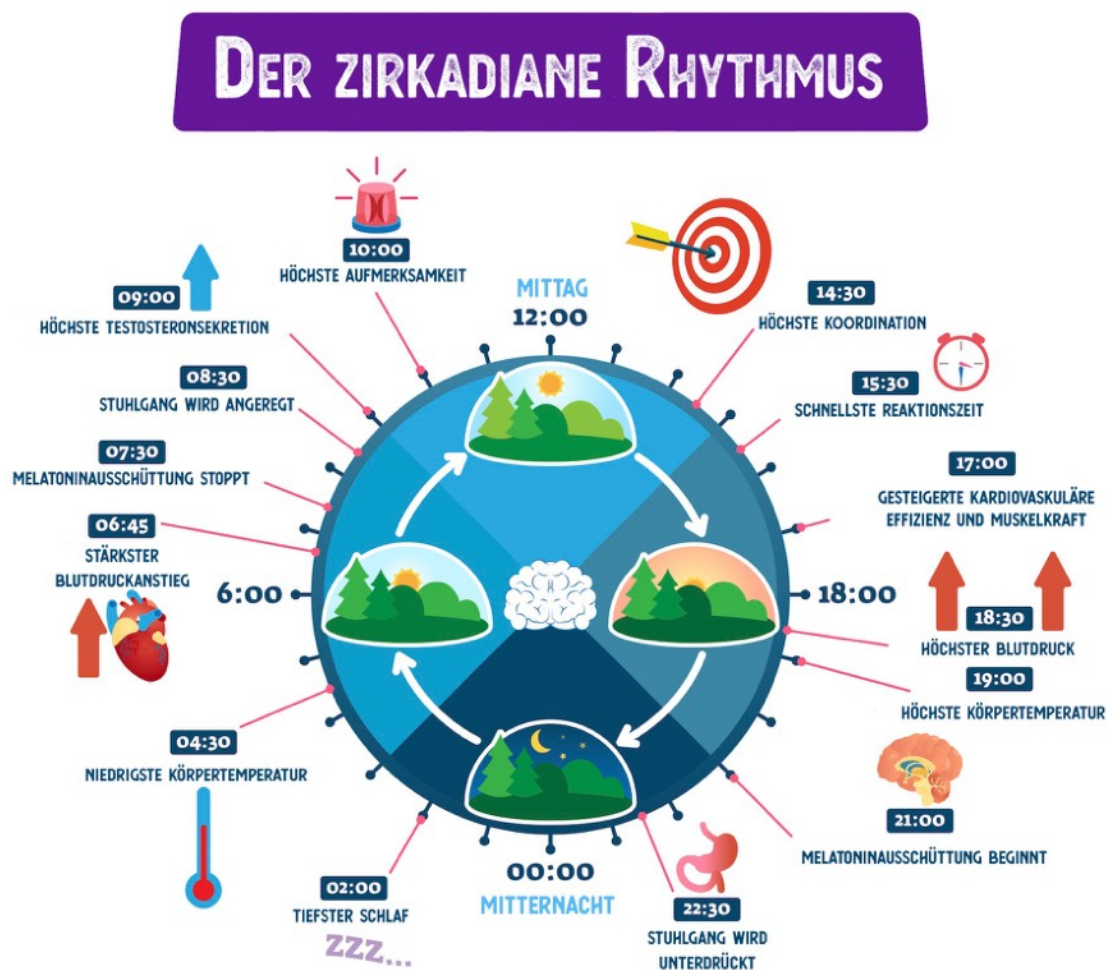 DER ZIRKADIANE RHYTHMUS
10:00
HÖCHSTE AUFMERKSAMKEIT
09:00
HÖCHSTE TESTOSTERONSEKRETION
08:30
STUHLGANG WIRD ANGEREGT
07:30
MELATONINAUSSCHÜTTUNG STOPPT
06:45
STÄRKSTER
BLUTDRUCKANSTIEG
6:00
04:30
NIEDRIGSTE KÖRPERTEMPERATUR
02:00
TIEFSTER SCHLAF
ZZZ...
MITTAG
12:00
14:30
HÖCHSTE KOORDINATION
15:30
SCHNELLSTE REAKTIONSZEIT
17:00
GESTEIGERTE KARDIOVASKULÄRE
EFFIZIENZ UND MUSKELKRAFT
18:00
18:30
HÖCHSTER BLUTDRUCK
19:00
HÖCHSTE KÖRPERTEMPERATUR
21:00
MELATONINAUSSCHÜTTUNG BEGINNT
22:30
STUHLGANG WIRD
UNTERDRÜCKT
00:00
MITTERNACHT